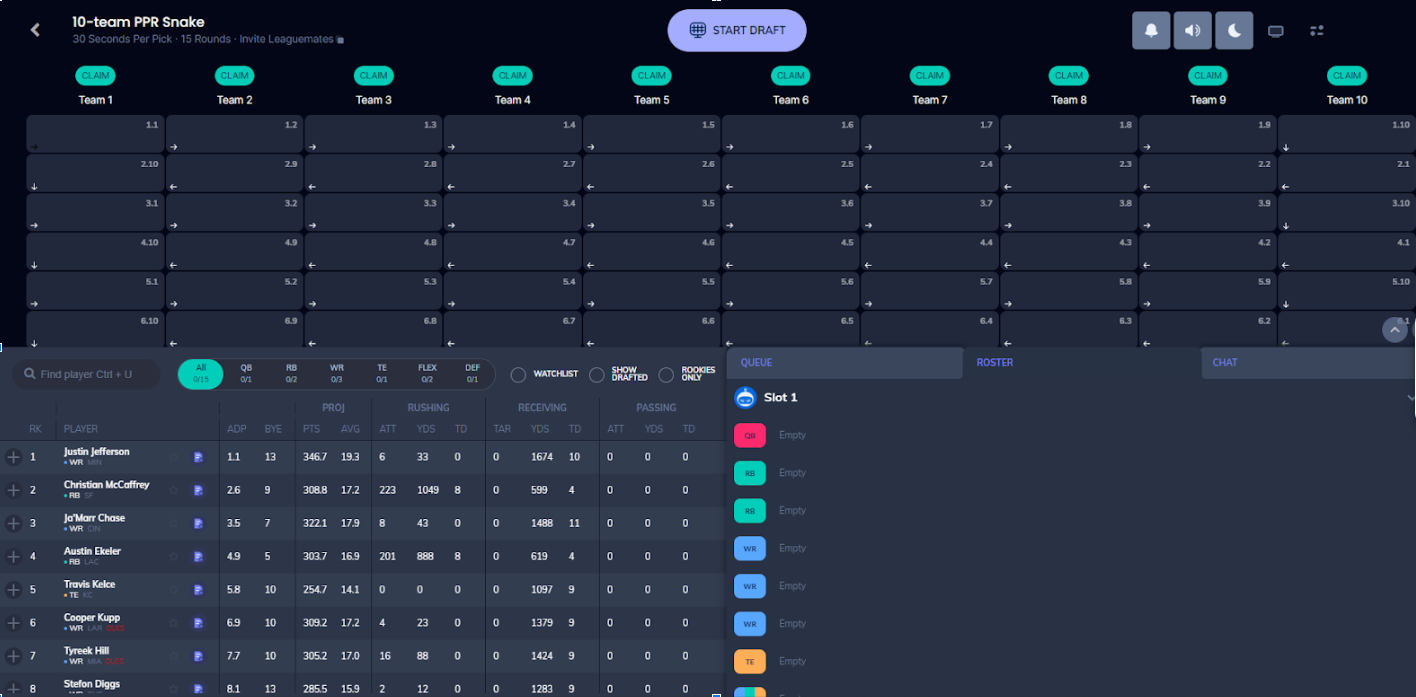 10-team PPR Snake
30 Seconds Per Pick · 15 Rounds · Invite Leaguemates
START DRAFT
CLAIM CLAIM CLAIM CLAIM CLAIM CLAIM CLAIM CLAIM CLAIM CLAIM
Team 1 Team 2 Team 3 Team 4 Team 5 Team 6 Team 7 Team 8 Team 9 Team 10
1.1 1.2 1.3 1.4 1.5 1.6 1.7 1.8 1.9 1.10
→ → → → → → → → → ↓
2.10 2.9 2.8 2.7 2.6 2.5 2.4 2.3 2.2 2.1
↓ ← ← ← ← ← ← ← ← ←
3.1 3.2 3.3 3.4 3.5 3.6 3.7 3.8 3.9 3.10
→ → → → → → → → → ↓
4.10 4.9 4.8 4.7 4.6 4.5 4.4 4.3 4.2 4.1
↓ ← ← ← ← ← ← ← ← ←
5.1 5.2 5.3 5.4 5.5 5.6 5.7 5.8 5.9 5.10
→ → → → → → → → → ↓
6.10 6.9 6.8 6.7 6.6 6.5 6.4 6.3 6.2 6.1
↓ ← ← ← ← ← ← ← ←
Find player Ctrl + U
All QB RB WR TE FLEX DEF
0/15 0/1 0/2 0/3 0/1 0/2 0/1
WATCHLIST
SHOW
DRAFTED
ROOKIES
ONLY
PROJ RUSHING RECEIVING PASSING
RK PLAYER ADP BYE PTS AVG ATT YDS TD TAR YDS TD ATT YDS TD
1 Justin Jefferson 1.1 13 346.7 19.3 6 33 0 0 1674 10 0 0 0
WR MIN
2 Christian McCaffrey 2.6 9 308.8 17.2 223 1049 8 0 599 4 0 0 0
RB SF
3 Ja'Marr Chase 3.5 7 322.1 17.9 8 43 0 0 1488 11 0 0 0
WR CIN
4 Austin Ekeler 4.9 5 303.7 16.9 201 888 8 0 619 4 0 0 0
RB LAC
5 Travis Kelce 5.8 10 254.7 14.1 0 0 0 0 1097 9 0 0 0
TE KC
6 Cooper Kupp 6.9 10 309.2 17.2 4 23 0 0 1379 9 0 0 0
WR LAR QUES
7 Tyreek Hill 7.7 10 305.2 17.0 16 88 0 0 1424 9 0 0 0
WR MIA QUES
8 Stefon Diggs 8.1 13 285.5 15.9 2 12 0 0 1283 9 0 0 0
QUEUE ROSTER CHAT
Slot 1
QB Empty
RB Empty
RB Empty
WR Empty
WR Empty
WR Empty
TE Empty